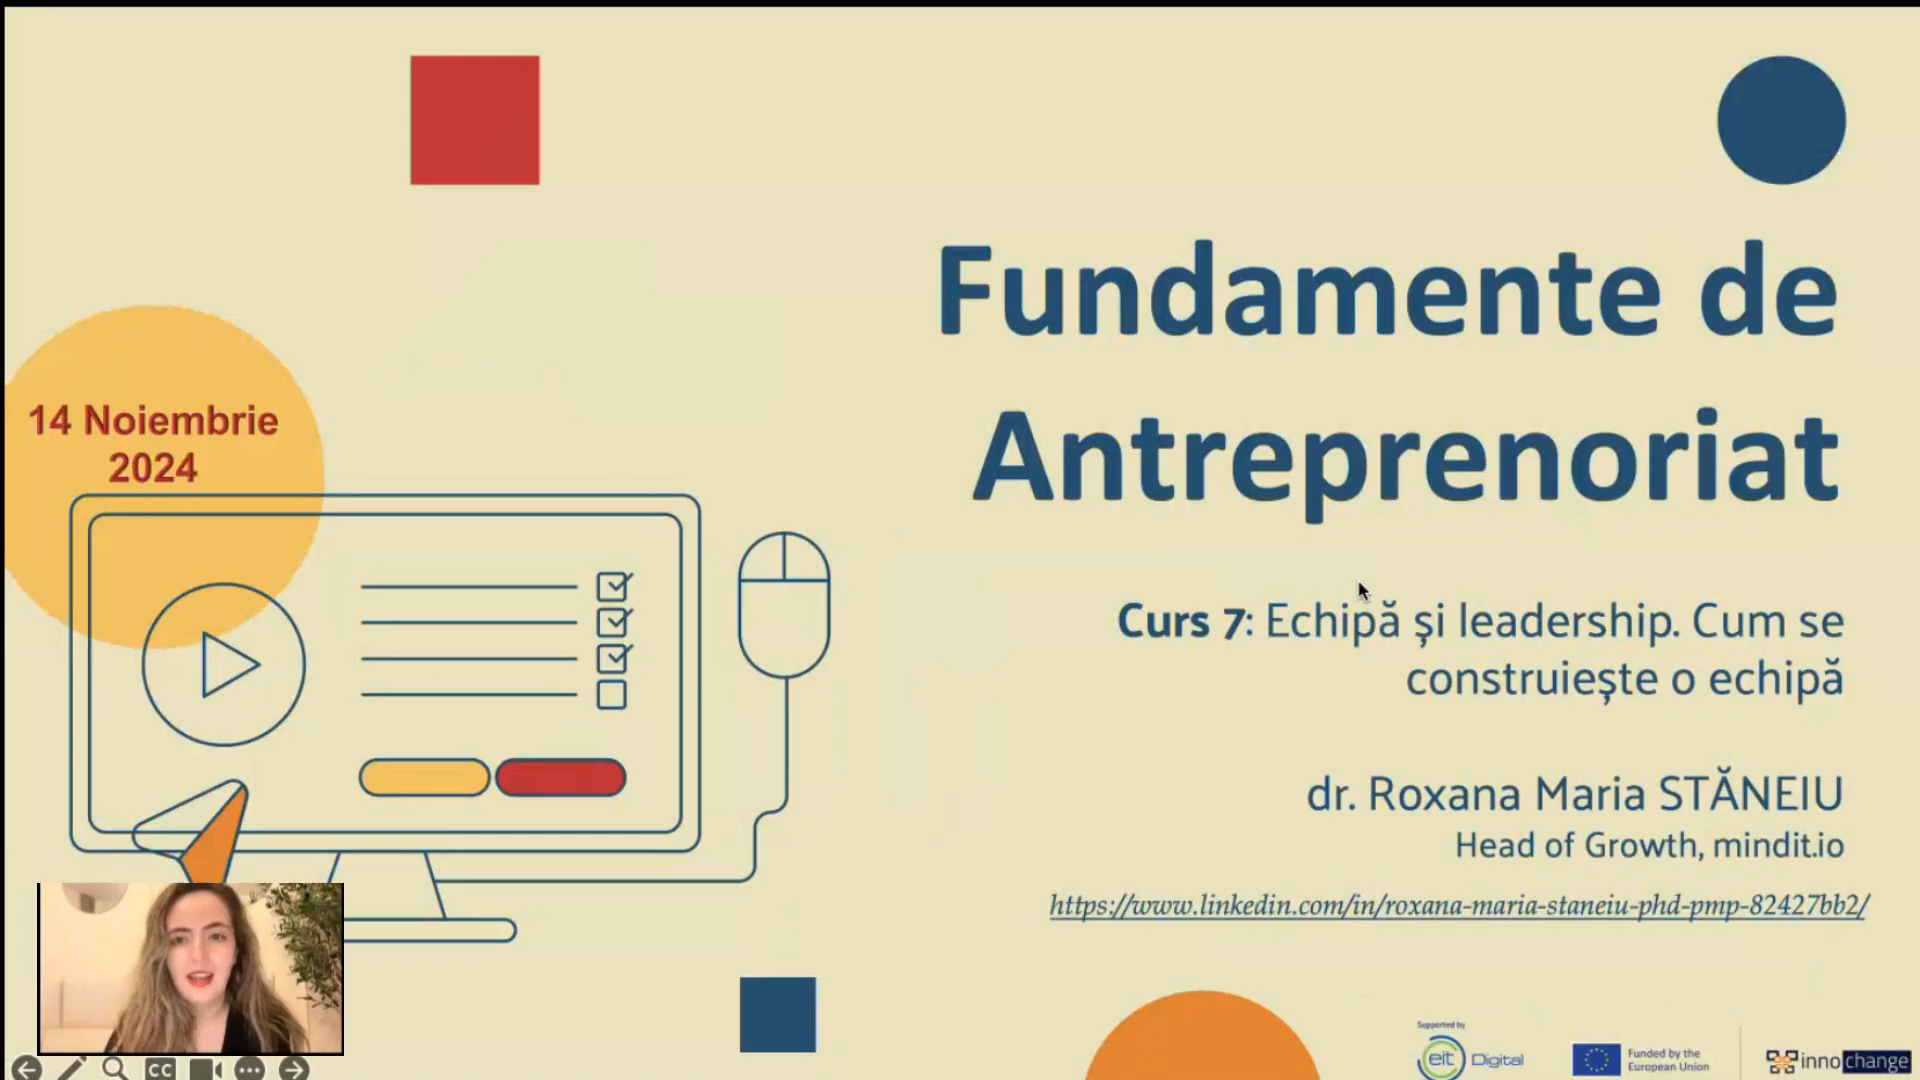 14 Noiembrie
2024
Fundamente de
Antreprenoriat
Curs 7: Echipă și leadership. Cum se
construiește o echipă
dr. Roxana Maria STĂNEIU
Head of Growth, mindit.io
https://www.linkedin.com/in/roxana-maria-staneiu-phd-pmp-82427bb2/
Supported by
eit Digital
Funded by the
European Union
innochange
CC